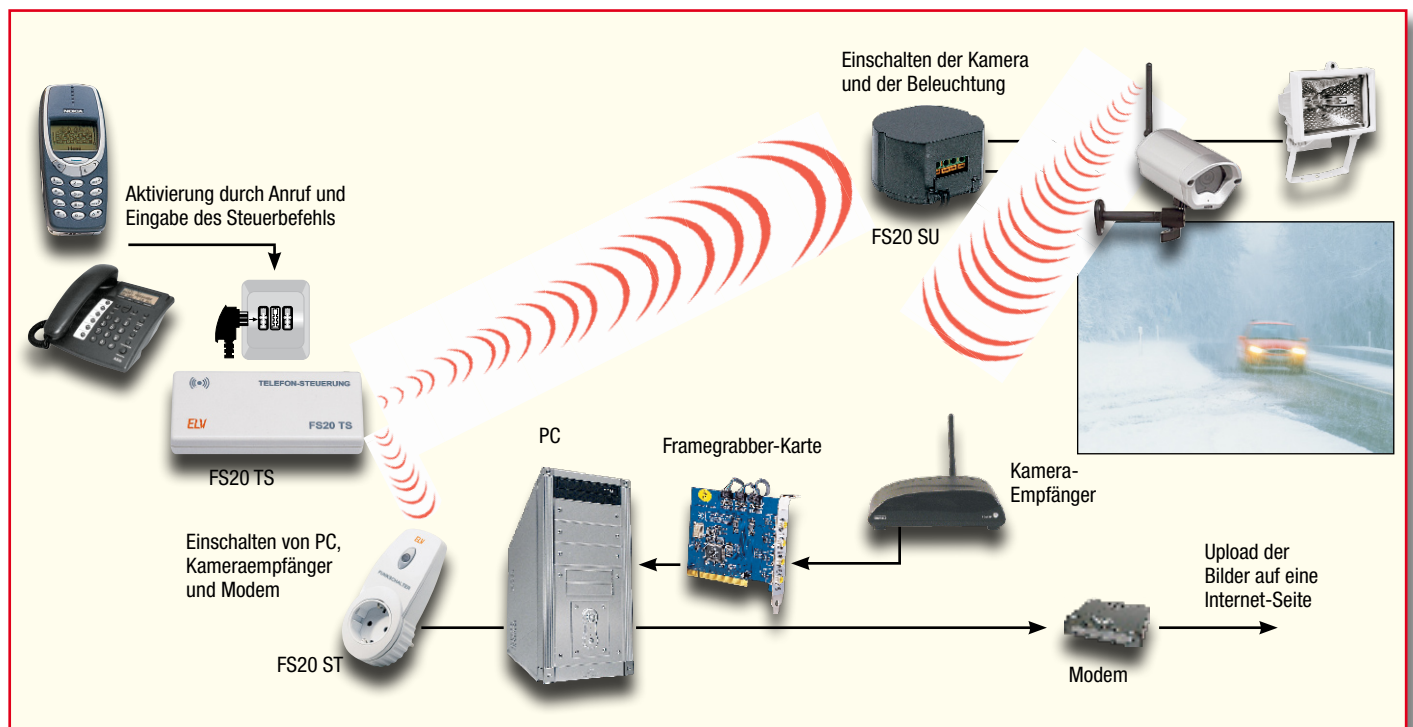 Einschalten der Kamera
und der Beleuchtung
NOKIA
Aktivierung durch Anruf und
Eingabe des Steuerbefehls
FS20 SU
TELEFON-STEUERUNG
ELV
FS20 TS
FS20 TS
PC
Framegrabber-Karte
Kamera-
Empfänger
Einschalten von PC,
Kameraempfänger
und Modem
ELV
FUNKSCHALTER
FS20 ST
Upload der
Bilder auf eine
Internet-Seite
Modem